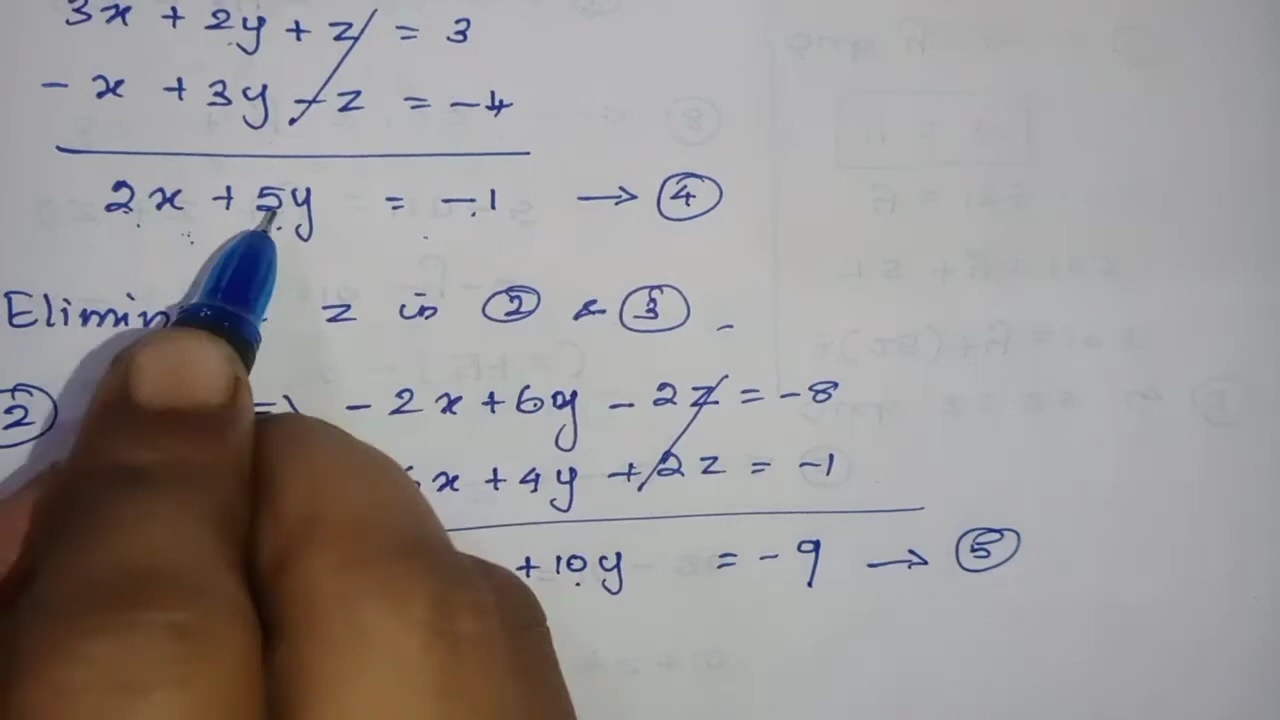 3x + 2y + z = 3
- x + 3y - z = -4
2x + 5y = -1 → ④
z in ② & ③
② => - 2x + 6y - 2z = -8
x + 4y + 2z = -1
+ 10y = -9 → ⑤